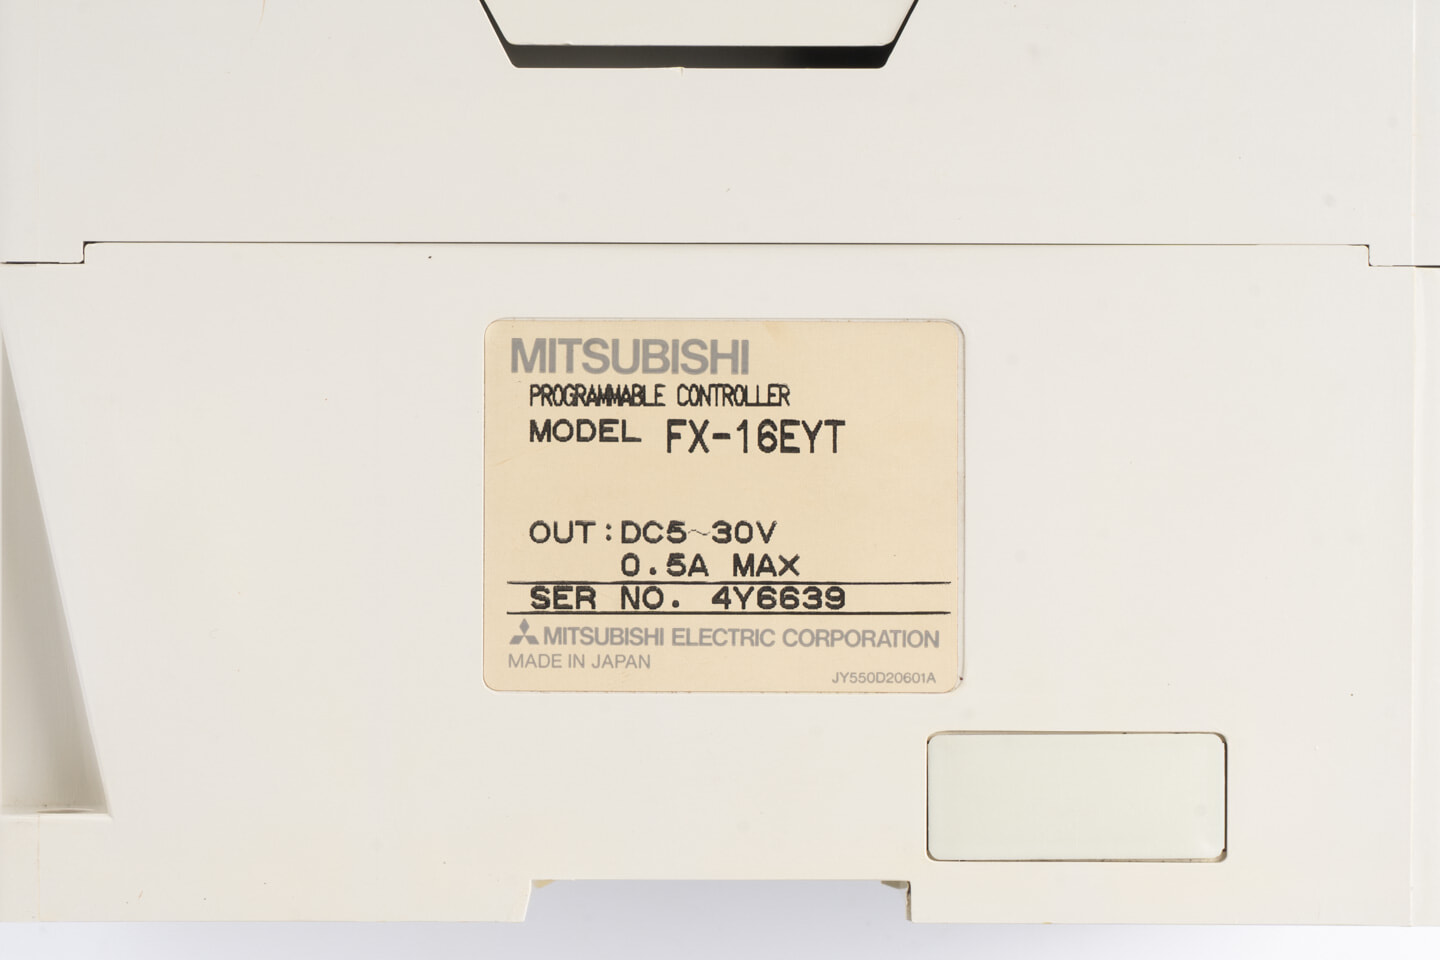 MITSUBISHI
PROGRAMMABLE CONTROLLER
MODEL FX-16EYT
OUT:DC5~30V
0.5A MAX
SER NO. 4Y6639
MITSUBISHI ELECTRIC CORPORATION
MADE IN JAPAN
JY550D20601A